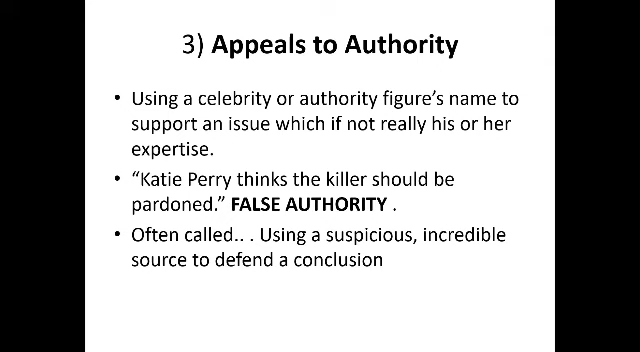 3) Appeals to Authority
• Using a celebrity or authority figure's name to
support an issue which if not really his or her
expertise.
• “Katie Perry thinks the killer should be
pardoned.” FALSE AUTHORITY .
• Often called.. . Using a suspicious, incredible
source to defend a conclusion